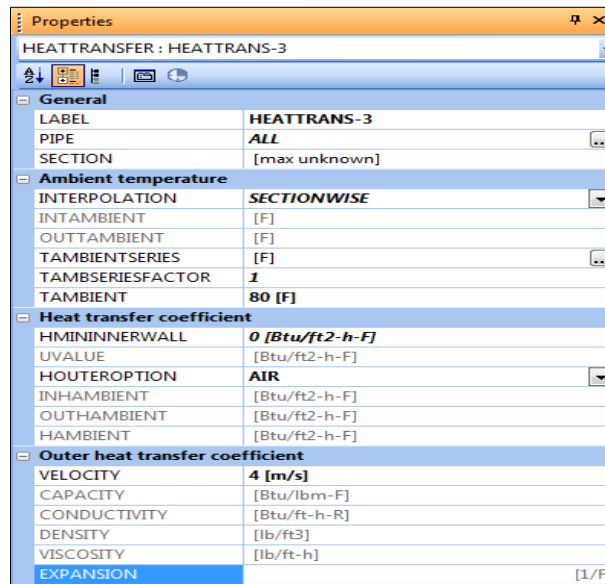 Properties
HEATTRANSFER : HEATTRANS-3
General
LABEL HEATTRANS-3
PIPE ALL
SECTION [max unknown]
Ambient temperature
INTERPOLATION SECTIONWISE
INTAMBIENT [F]
OUTTAMBIENT [F]
TAMBIENTSERIES [F]
TAMBSERIESFACTOR 1
TAMBIENT 80 [F]
Heat transfer coefficient
HMININNERWALL 0 [Btu/ft2-h-F]
UVALUE [Btu/ft2-h-F]
HOUTEROPTION AIR
INHAMBIENT [Btu/ft2-h-F]
OUTHAMBIENT [Btu/ft2-h-F]
HAMBIENT [Btu/ft2-h-F]
Outer heat transfer coefficient
VELOCITY 4 [m/s]
CAPACITY [Btu/lbm-F]
CONDUCTIVITY [Btu/ft-h-R]
DENSITY [lb/ft3]
VISCOSITY [lb/ft-h]
EXPANSION [1/F